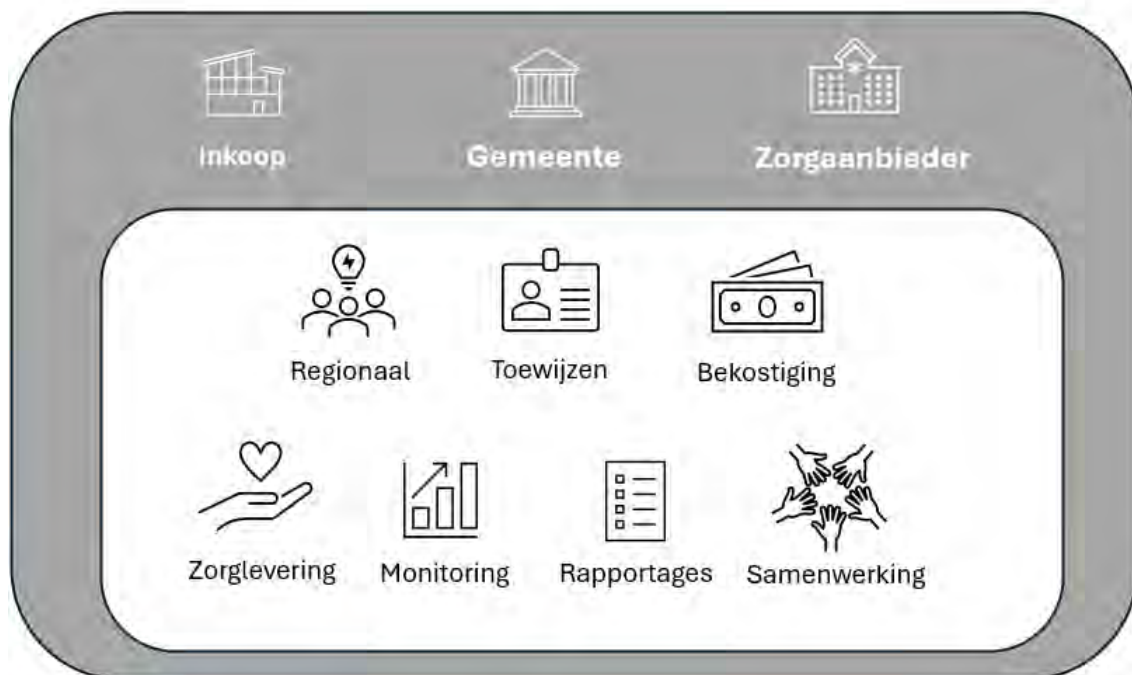 Inkoop Gemeente Zorgaanbieder
Regionaal Toewijzen Bekostiging
Zorglevering Monitoring Rapportages Samenwerking